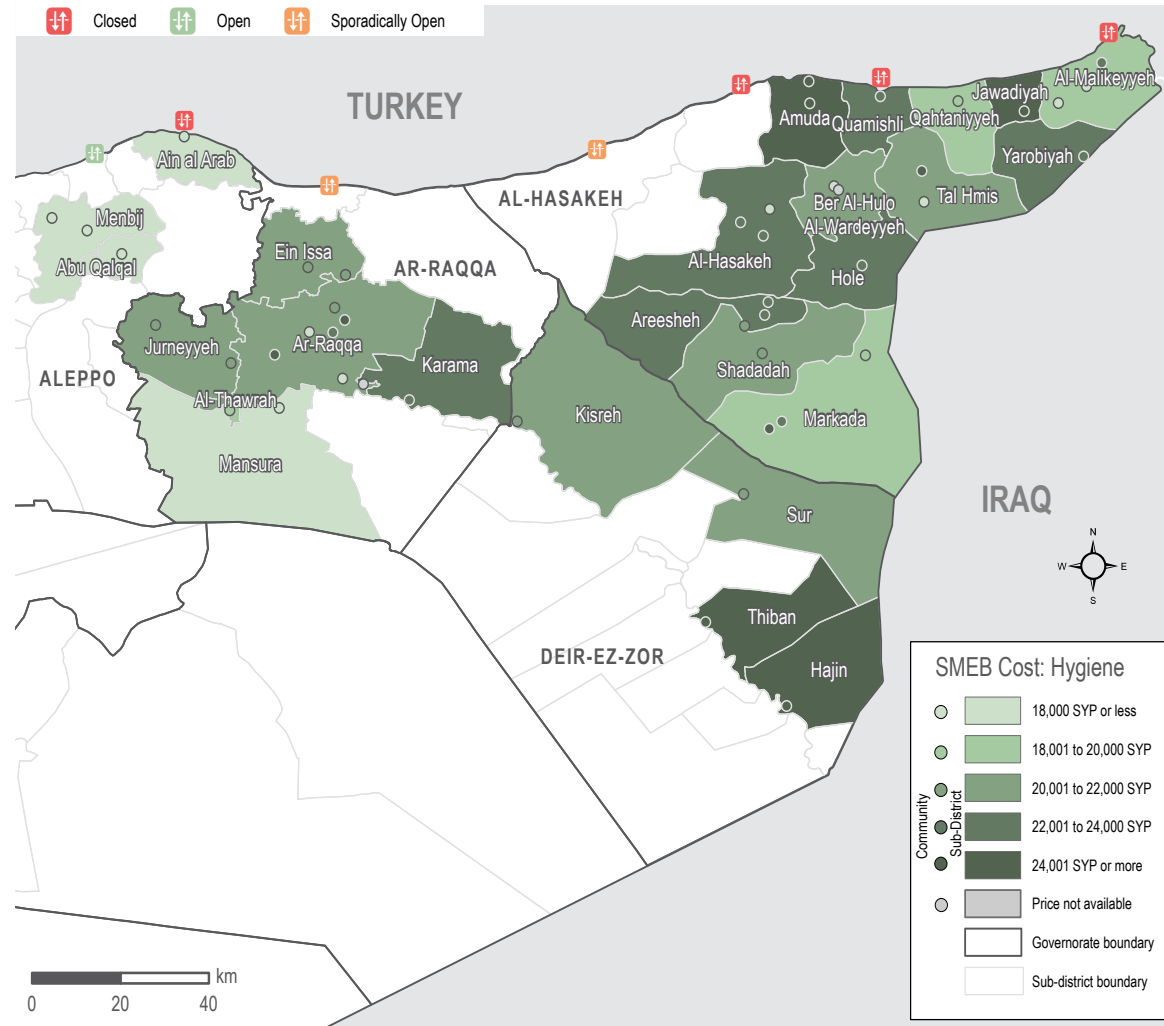 Closed
Open
Sporadically Open
TURKEY
Al-Malikeyyeh
Jawadiyah
Amuda
Quamishli
Qahtaniyyeh
Ain al Arab
Yarobiyah
AL-HASAKEH
Ber Al-Hulo
Al-Wardeyyeh
Tal Hmis
Menbij
Ein Issa
Abu Qalqal
AR-RAQQA
Al-Hasakeh
Hole
Areesheh
Jurneyyeh
Ar-Raqqa
Karama
Shadadah
ALEPPO
Al-Thawrah
Kisreh
Markada
Mansura
IRAQ
Sur
N
W
E
S
Thiban
DEIR-EZ-ZOR
Hajin
SMEB Cost: Hygiene
Community
Sub-District
18,000 SYP or less
18,001 to 20,000 SYP
20,001 to 22,000 SYP
22,001 to 24,000 SYP
24,001 SYP or more
Price not available
Governorate boundary
Sub-district boundary
km
0 20 40